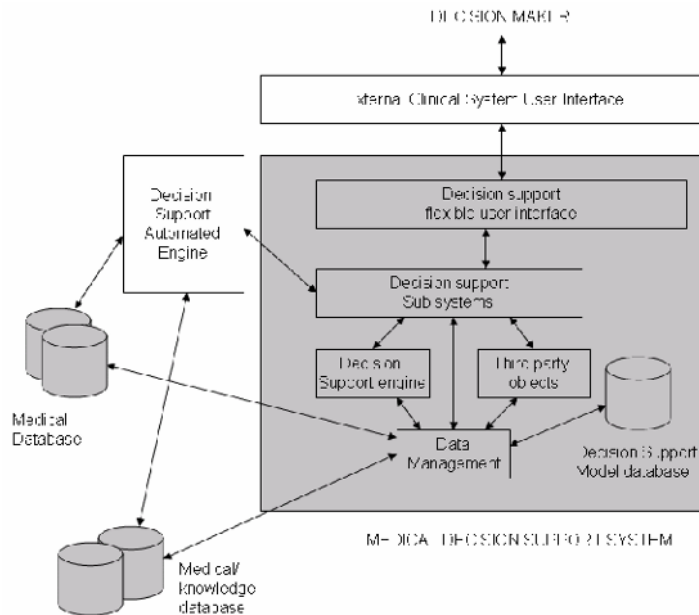 DECISION MAKER
External Clinical System User Interface
Decision
Support
Automated
Engine
Decision support
flexible user interface
Decision support
Sub systems
Decision
Support engine
Third party
objects
Medical
Database
Data
Management
Decision Support
Model database
MEDICAL DECISION SUPPORT SYSTEM
Medical/
knowledge
database